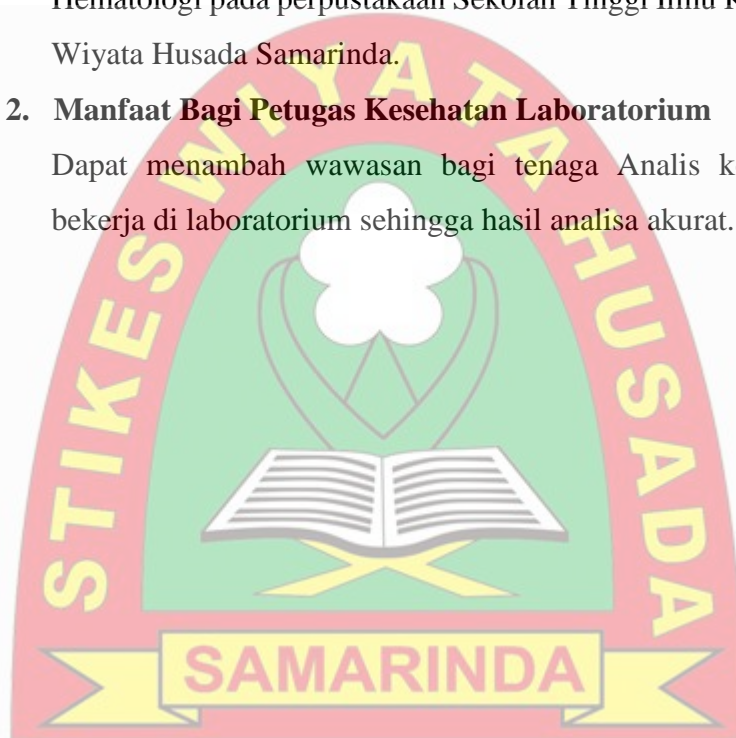 Hematologi pada perpustakaan Sekolah Tinggi Ilmu
Wiyata Husada Samarinda.
2. Manfaat Bagi Petugas Kesehatan Laboratorium
Dapat menambah wawasan bagi tenaga Analis
bekerja di laboratorium sehingga hasil analisa akurat.
STIKES WIYATA HUSADA
SAMARINDA